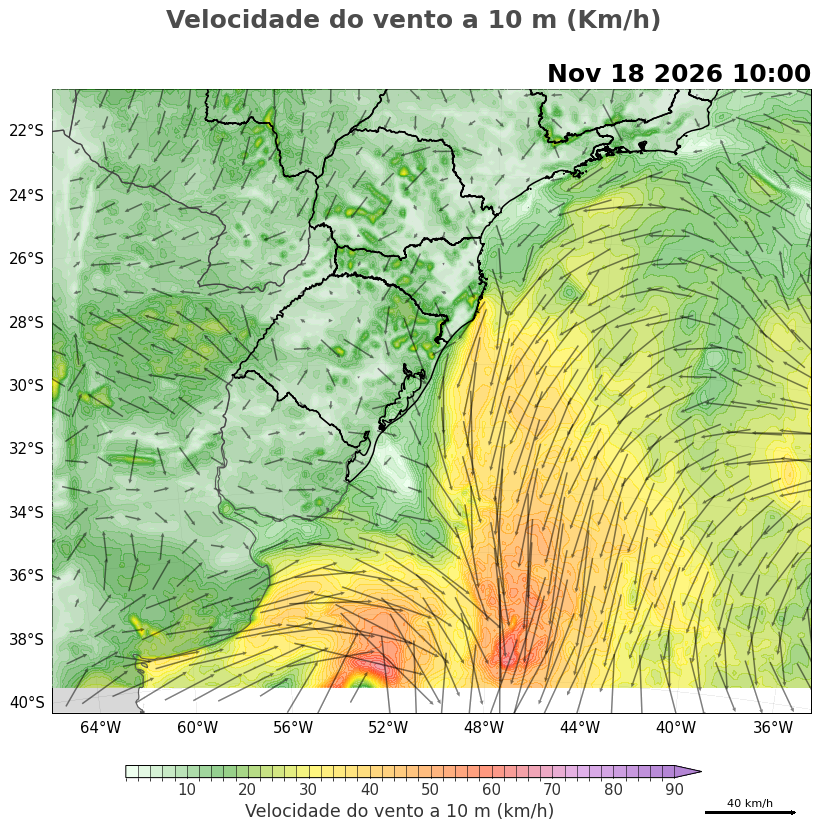 Velocidade do vento a 10 m (Km/h)
Nov 18 2026 10:00
22°S
24°S
26°S
28°S
30°S
32°S
34°S
36°S
38°S
40°S
64°W 60°W 56°W 52°W 48°W 44°W 40°W 36°W
10 20 30 40 50 60 70 80 90
Velocidade do vento a 10 m (km/h)
40 km/h